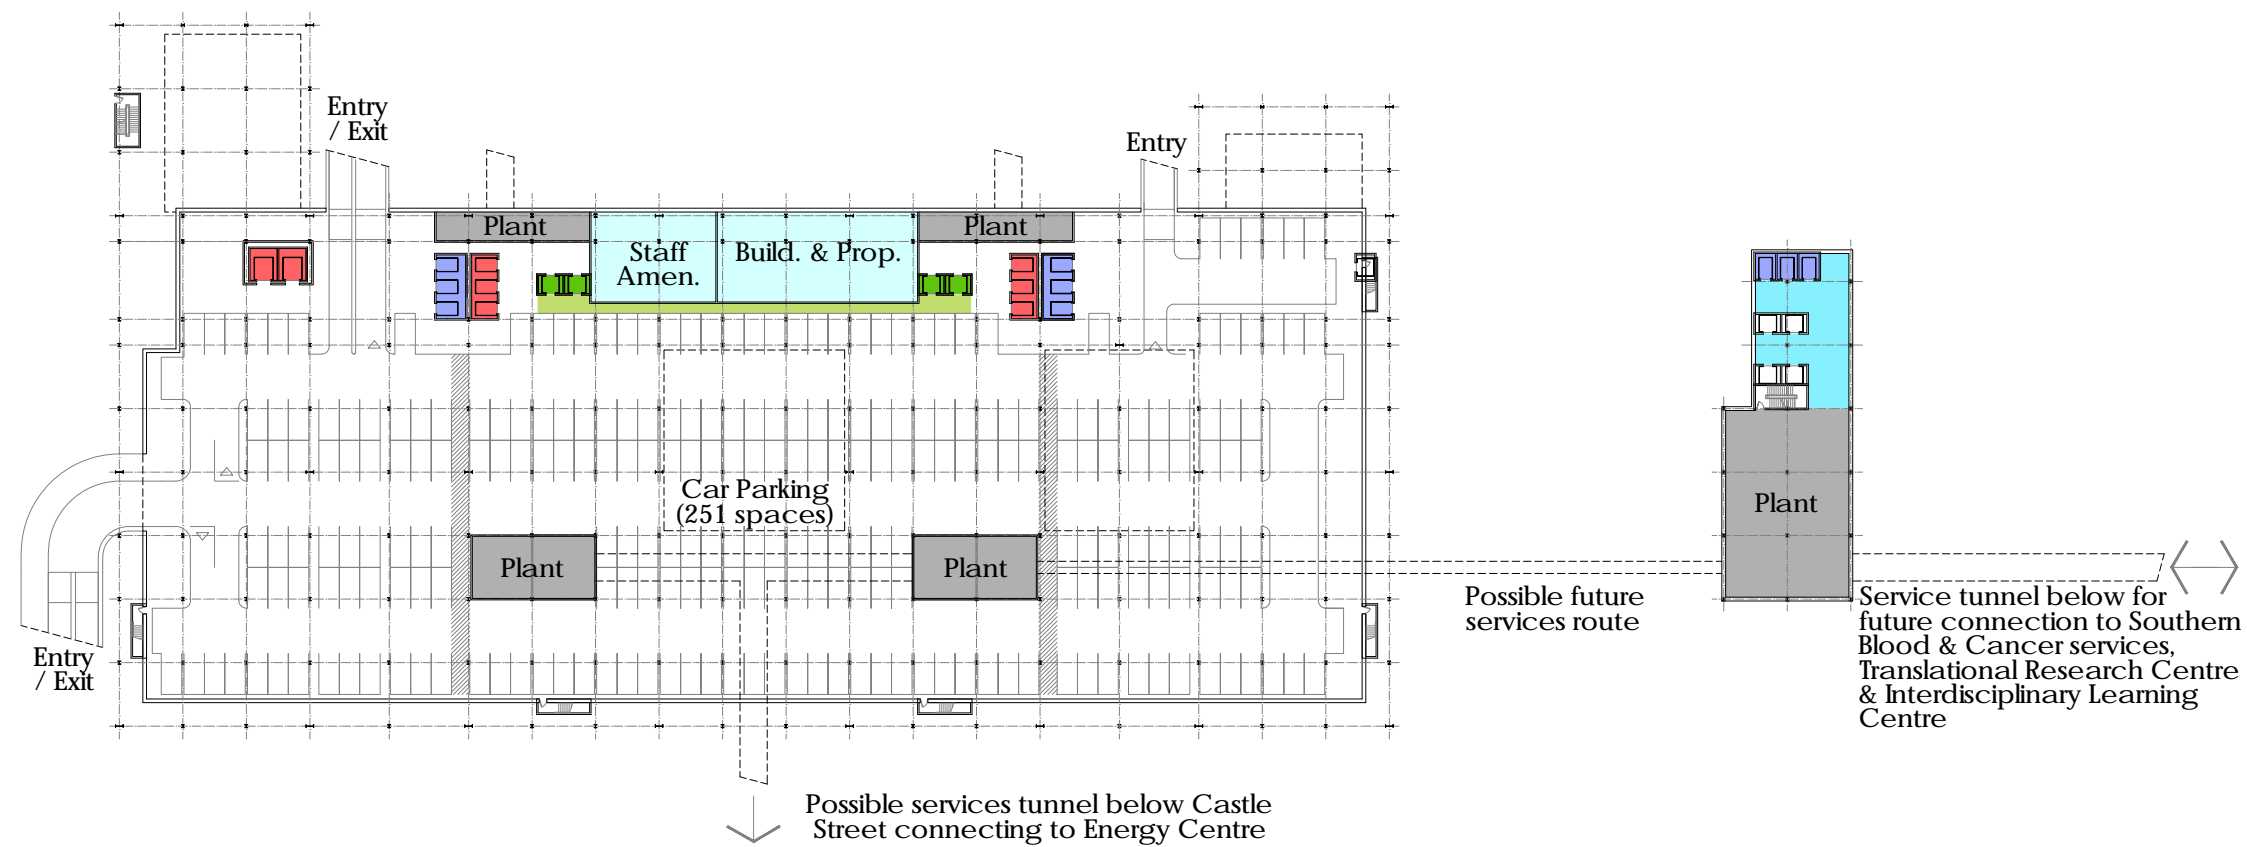 Entry
/ Exit
Entry
Plant
Plant
Staff
Amen.
Build. & Prop.
Car Parking
(251 spaces)
Plant
Plant
Plant
Entry
/ Exit
Possible future
services route
Service tunnel below for
future connection to Southern
Blood & Cancer services,
Translational Research Centre
& Interdisciplinary Learning
Centre
Possible services tunnel below Castle
Street connecting to Energy Centre